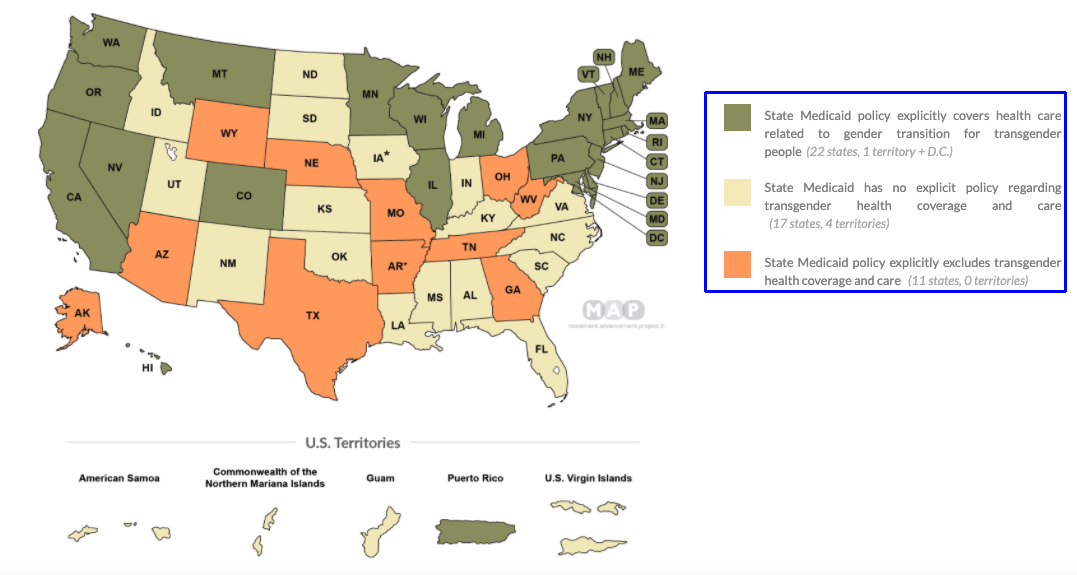 WA
MT
ND
MN
OR
ID
SD
WI
MI
NH
VT
ME
NY
MA
RI
CT
NJ
DE
MD
DC
WY
NE
IA*
PA
NV
UT
CO
IL
IN
OH
WV
VA
CA
KS
MO
KY
NC
AZ
NM
OK
AR*
TN
SC
TX
LA
MS
AL
GA
FL
AK
HI
MAP
movement advancement project
State Medicaid policy explicitly covers health care
related to gender transition for transgender
people (22 states, 1 territory + D.C.)
State Medicaid has no explicit policy regarding
transgender health coverage and care
(17 states, 4 territories)
State Medicaid policy explicitly excludes transgender
health coverage and care (11 states, 0 territories)
U.S. Territories
American Samoa
Commonwealth of the
Northern Mariana Islands
Guam
Puerto Rico
U.S. Virgin Islands